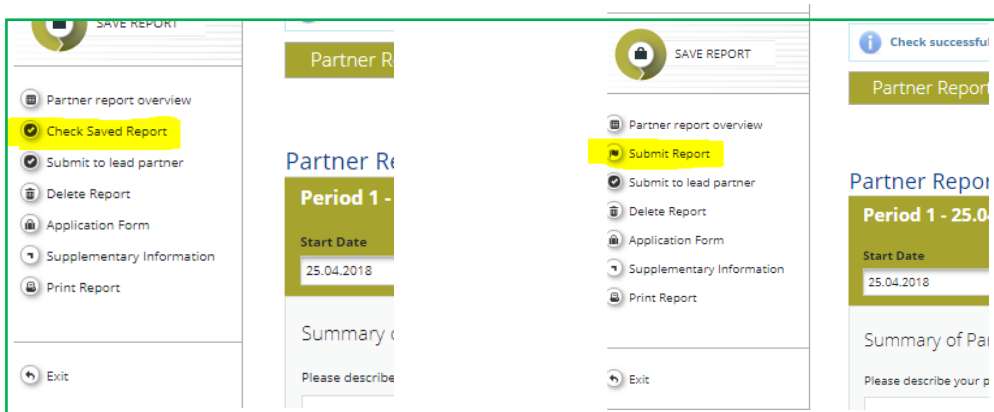 SAVE REPORT
Partner R
Partner report overview
Check Saved Report
Submit to lead partner
Delete Report
Application Form
Supplementary Information
Print Report
Exit
Partner Re
Period 1 -
Start Date
25.04.2018
Summary
Please describe
SAVE REPORT
Check successful
Partner Report
Partner report overview
Submit Report
Submit to lead partner
Delete Report
Application Form
Supplementary Information
Print Report
Exit
Partner Repor
Period 1 - 25.04
Start Date
25.04.2018
Summary of Par
Please describe your p